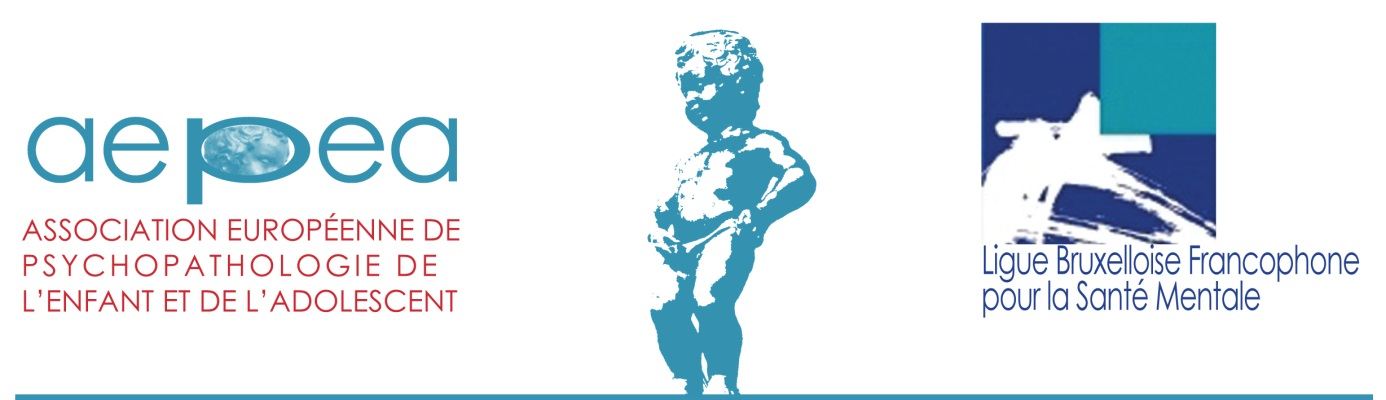 aepea
ASSOCIATION EUROPÉENNE DE
PSYCHOPATHOLOGIE DE
L'ENFANT ET DE L'ADOLESCENT
Ligue Bruxelloise Francophone
pour la Santé Mentale